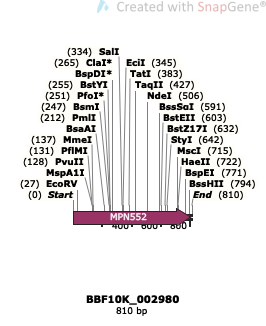 Created with SnapGene®
(334) SalI
(265) ClaI* EciI (345)
BspDI* TatI (383)
(255) BstYI TaqII (427)
(251) PfoI* NdeI (506)
(247) BsmI BssSαI (591)
(212) PmlI BstEII (603)
BsaAI BstZ17I (632)
(137) MmeI StyI (642)
(131) PflMI MscI (715)
(128) PvuII HaeII (722)
MspA1I BspEI (771)
(27) EcoRV BssHII (794)
(0) Start End (810)
MPN552
400 600 800
BBF10K_002980
810 bp